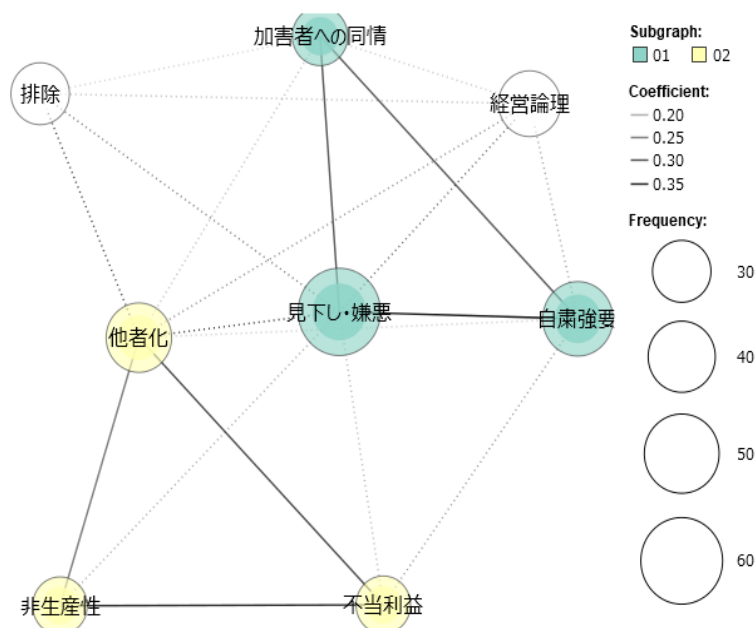 加害者への同情
排除
経営論理
見下し・嫌悪
自粛強要
他者化
非生産性
不当利益
Subgraph:
01 02
Coefficient:
0.20
0.25
0.30
0.35
Frequency:
30
40
50
60